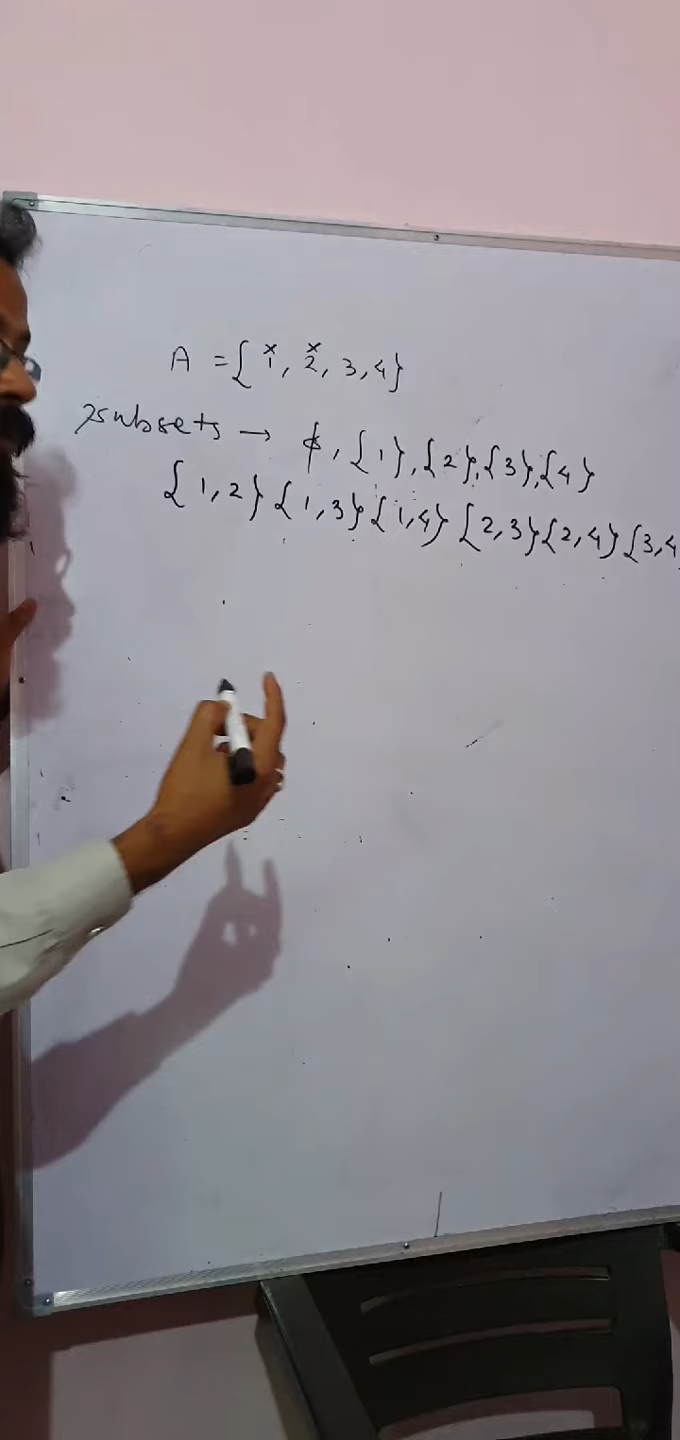 A = {1, 2, 3, 4}
subsets → ϕ, {1}, {2}, {3}, {4}
{1,2} {1,3} {1,4} {2,3} {2,4} {3,4